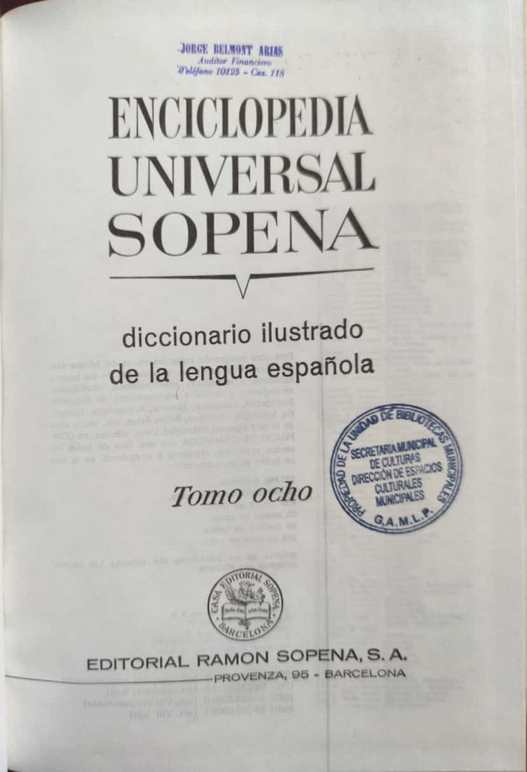 JORGE BELMONT ARIAS
Auditor Financiero
Teléfono 10125 - Cas. 118
ENCICLOPEDIA
UNIVERSAL
SOPENA
diccionario ilustrado
de la lengua española
PROPIEDAD DE LA UNIDAD DE BIBLIOTECAS MUNICIPALES
SECRETARIA MUNICIPAL
DE CULTURAS
DIRECCIÓN DE ESPACIOS
CULTURALES
MUNICIPALES
G.A.M.L.P.
Tomo ocho
CASA EDITORIAL SOPENA
BARCELONA
EDITORIAL RAMON SOPENA, S. A.
PROVENZA, 95 - BARCELONA